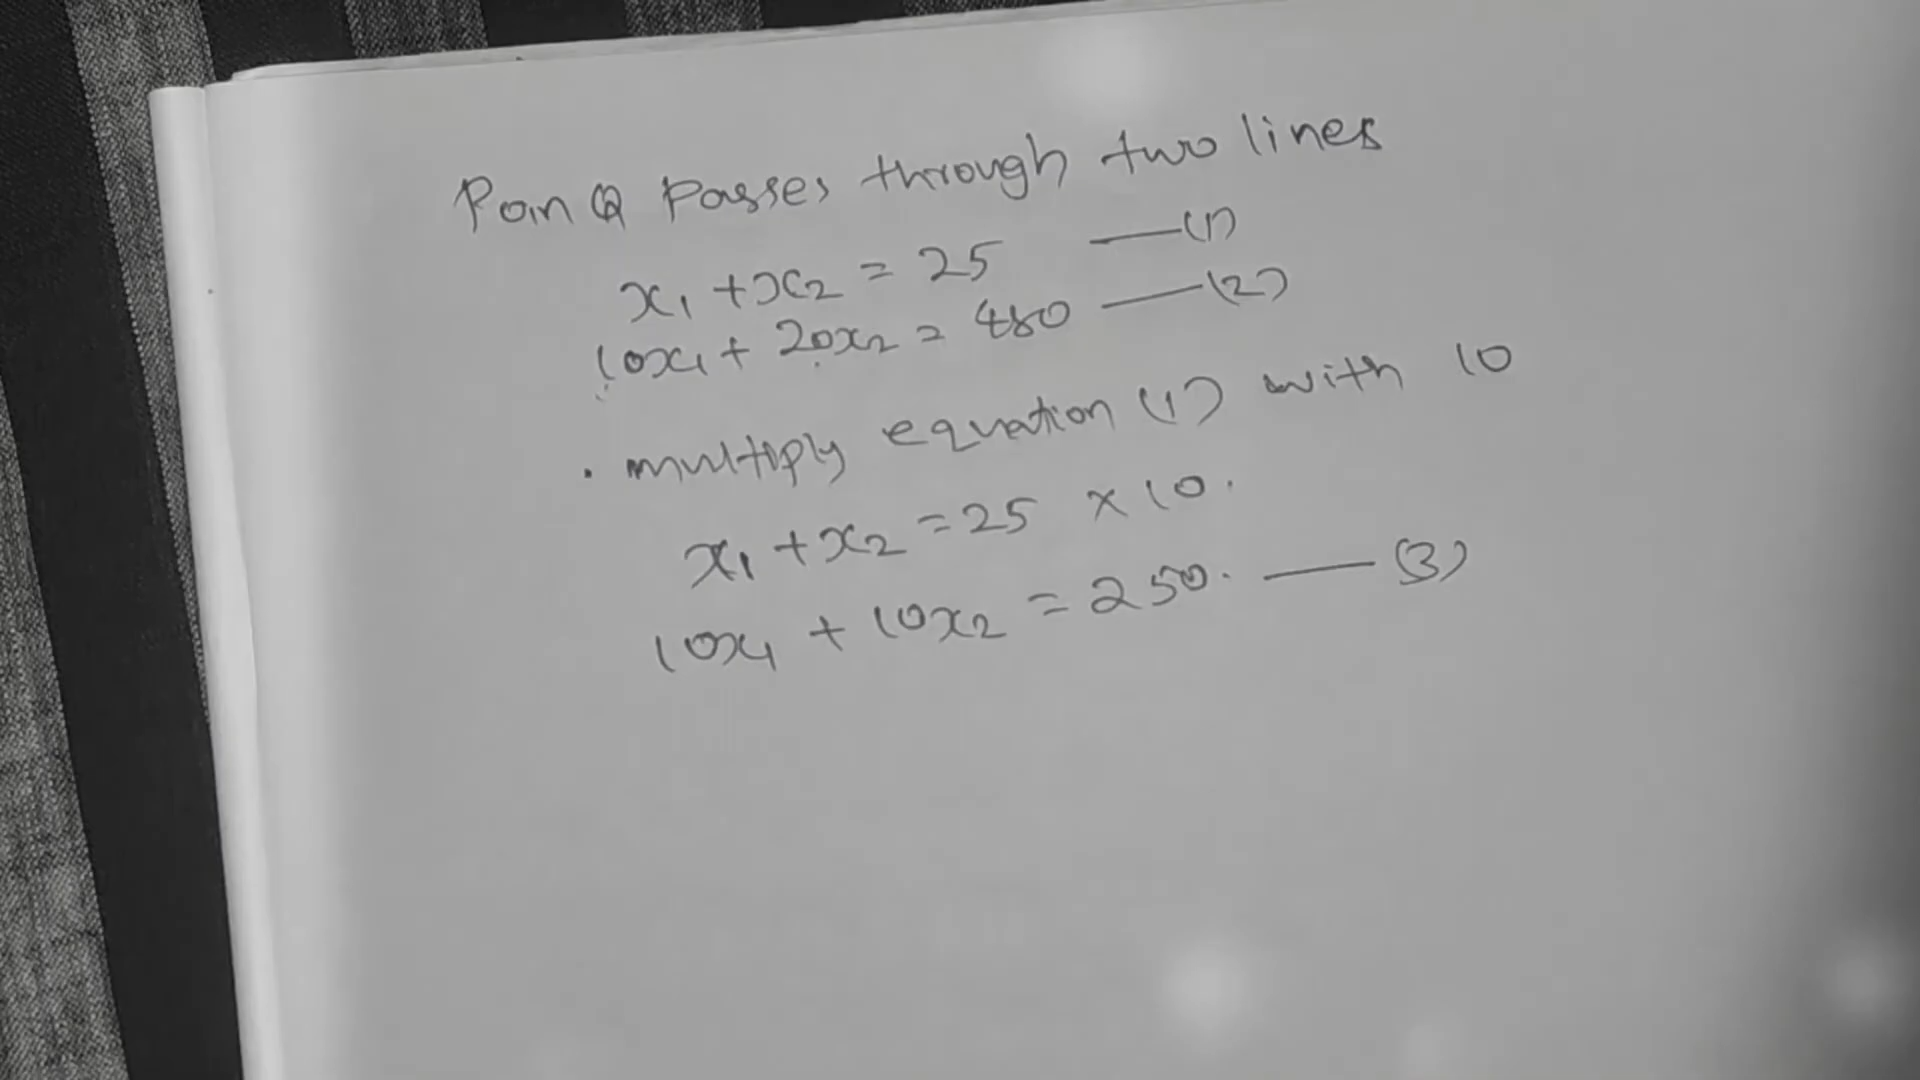 Poin Q Passes through two lines
x₁ + x₂ = 25 —(1)
10x₁ + 20x₂ = 480 —(2)
. multiply equation (1) with 10
x₁ + x₂ = 25 × 10.
10x₁ + 10x₂ = 250. —(3)